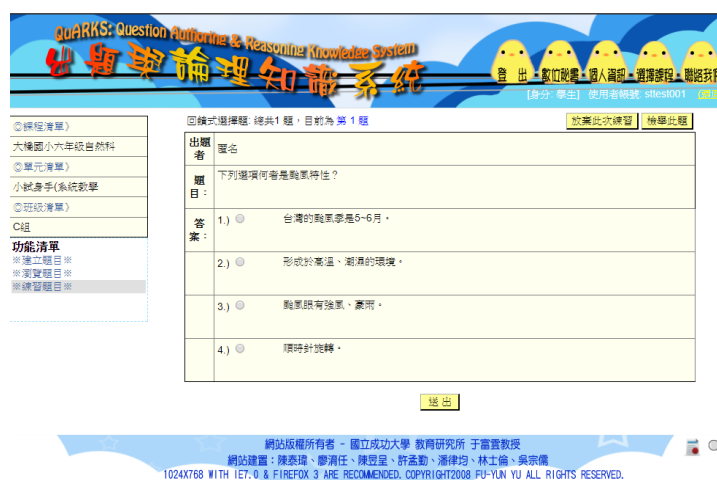 QuARKS: Question Authoring & Reasoning Knowledge System
出題與論理知識系統
登 出 - 數位秘書 - 個人資訊 - 選擇課程 - 聯絡我們
[身分: 學生] 使用者帳號: sttest001
◎課程清單》
大橋國小六年級自然科
◎單元清單》
小試身手(系統教學
◎班級清單》
C組
功能清單
※建立題目※
※瀏覽題目※
※練習題目※
回饋式選擇題: 總共1 題，目前為 第 1 題
放棄此次練習 檢舉此題
出題者 匿名
題目： 下列選項何者是颱風特性？
答案： 1.) 台灣的颱風季是5~6月。
2.) 形成於高溫、潮濕的環境。
3.) 颱風眼有強風、豪雨。
4.) 順時針旋轉。
送出
網站版權所有者 - 國立成功大學 教育研究所 于富雲教授
網站建置：陳泰瑋、廖洧任、陳昱呈、許孟勤、潘律均、林士倫、吳宗儒
1024X768 WITH IE7.0 & FIREFOX 3 ARE RECOMMENDED. COPYRIGHT2008 FU-YUN YU ALL RIGHTS RESERVED.